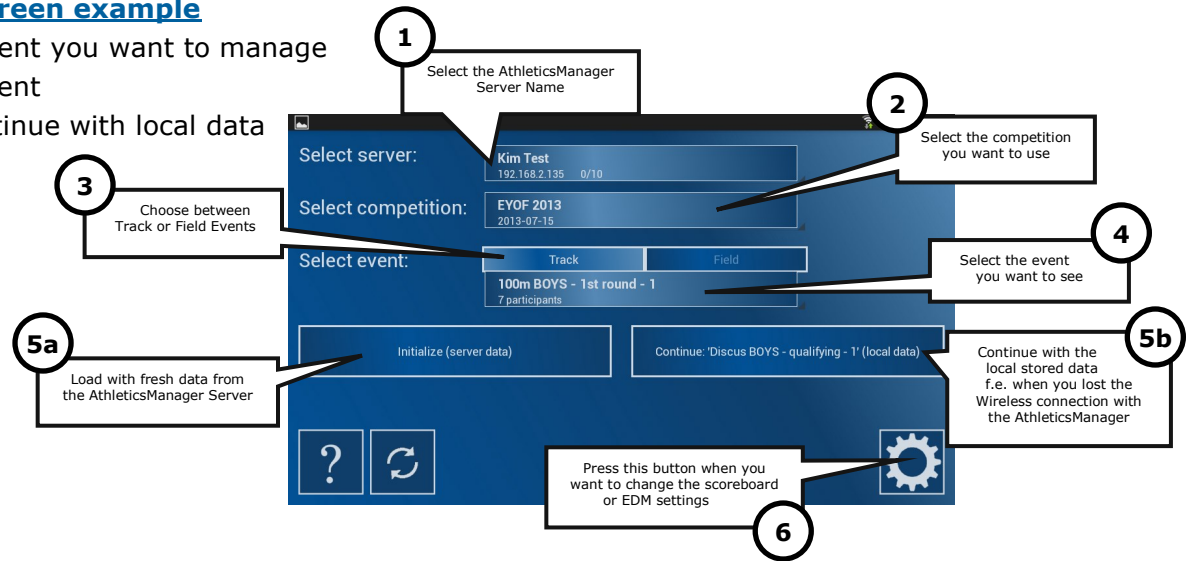 reen example
ent you want to manage
ent
tinue with local data
1
Select the AthleticsManager
Server Name
2
Select the competition
you want to use
3
Choose between
Track or Field Events
4
Select the event
you want to see
Select server:
Kim Test
192.168.2.135 0/10
Select competition:
EYOF 2013
2013-07-15
Select event:
Track
Field
100m BOYS - 1st round - 1
7 participants
5a
Load with fresh data from
the AthleticsManager Server
Initialize (server data)
Continue: 'Discus BOYS - qualifying - 1' (local data)
5b
Continue with the
local stored data
f.e. when you lost the
Wireless connection with
the AthleticsManager
?
Press this button when you
want to change the scoreboard
or EDM settings
6